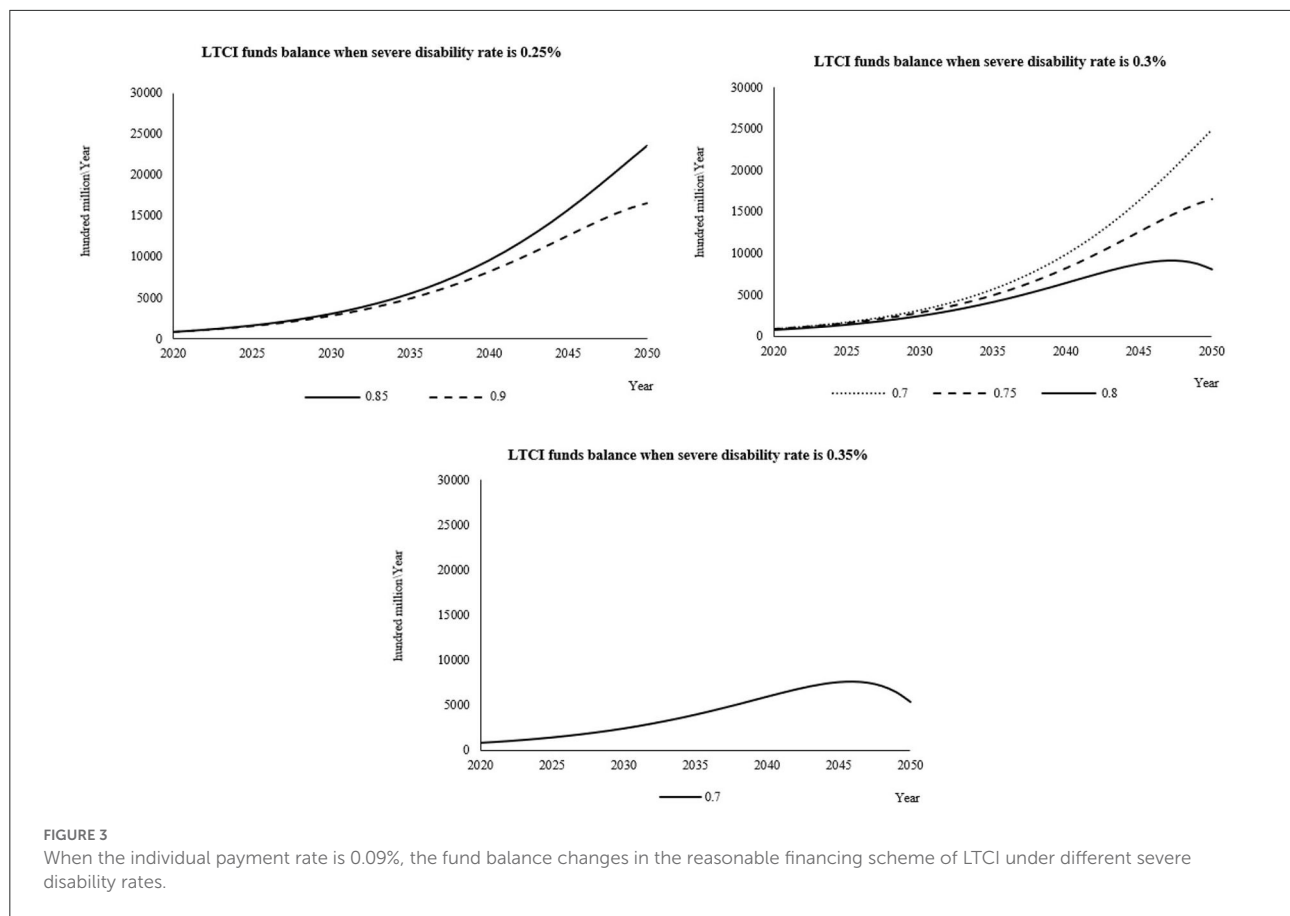 LTCI funds balance when severe disability rate is 0.25%
30000
25000
20000
15000
10000
5000
0
hundred million\Year
2020 2025 2030 2035 2040 2045 2050
Year
0.85 0.9
LTCI funds balance when severe disability rate is 0.3%
30000
25000
20000
15000
10000
5000
0
hundred million\Year
2020 2025 2030 2035 2040 2045 2050
Year
0.7 0.75 0.8
LTCI funds balance when severe disability rate is 0.35%
30000
25000
20000
15000
10000
5000
0
hundred million\Year
2020 2025 2030 2035 2040 2045 2050
0.7 Year
FIGURE 3
When the individual payment rate is 0.09%, the fund balance changes in the reasonable financing scheme of LTCI under different severe
disability rates.